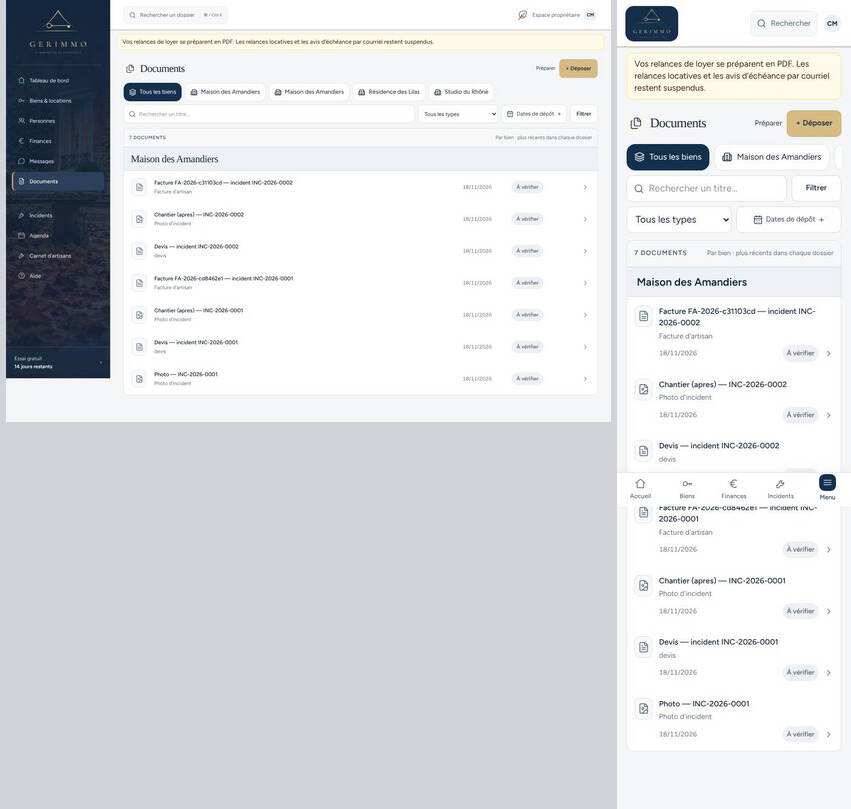 GERIMMO
Tableau de bord
Biens & locations
Personnes
Finances
Messages
Documents
Incidents
Agenda
Carnet d'artisans
Aide
Essai gratuit
14 jours restants
Rechercher un dossier
⌘ / Ctrl K
Espace propriétaire
CM
Vos relances de loyer se préparent en PDF. Les relances locatives et les avis d'échéance par courriel restent suspendus.
Documents
Préparer
+ Déposer
Tous les biens
Maison des Amandiers
Maison des Amandiers
Résidence des Lilas
Studio du Rhône
Rechercher un titre...
Tous les types
Dates de dépôt +
Filtrer
7 DOCUMENTS
Par bien · plus récents dans chaque dossier
Maison des Amandiers
Facture FA-2026-c31103cd — incident INC-2026-0002
Facture d'artisan
18/11/2026
À vérifier
Chantier (apres) — INC-2026-0002
Photo d'incident
18/11/2026
À vérifier
Devis — incident INC-2026-0002
devis
18/11/2026
À vérifier
Facture FA-2026-cd8462e1 — incident INC-2026-0001
Facture d'artisan
18/11/2026
À vérifier
Chantier (apres) — INC-2026-0001
Photo d'incident
18/11/2026
À vérifier
Devis — incident INC-2026-0001
devis
18/11/2026
À vérifier
Photo — INC-2026-0001
Photo d'incident
18/11/2026
À vérifier
GERIMMO
Rechercher
CM
Vos relances de loyer se préparent en PDF. Les
relances locatives et les avis d'échéance par courriel
restent suspendus.
Documents
Préparer
+ Déposer
Tous les biens
Maison des Amandiers
Rechercher un titre...
Filtrer
Tous les types
Dates de dépôt +
7 DOCUMENTS
Par bien · plus récents dans chaque dossier
Maison des Amandiers
Facture FA-2026-c31103cd — incident INC-
2026-0002
Facture d'artisan
18/11/2026
À vérifier
Chantier (apres) — INC-2026-0002
Photo d'incident
18/11/2026
À vérifier
Devis — incident INC-2026-0002
devis
Accueil
Biens
Finances
Incidents
Menu
Facture FA-2026-cd8462e1 — incident INC-
2026-0001
Facture d'artisan
18/11/2026
À vérifier
Chantier (apres) — INC-2026-0001
Photo d'incident
18/11/2026
À vérifier
Devis — incident INC-2026-0001
devis
18/11/2026
À vérifier
Photo — INC-2026-0001
Photo d'incident
18/11/2026
À vérifier